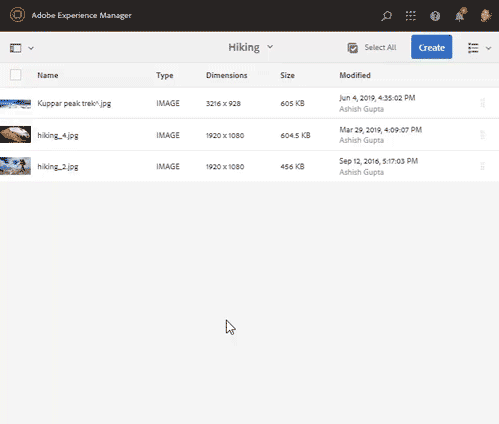 Adobe Experience Manager
Hiking
Select All
Create
Name Type Dimensions Size Modified
Kuppar peak trek^.jpg IMAGE 3216 x 928 605 KB Jun 4, 2019, 4:35:02 PM
Ashish Gupta
hiking_4.jpg IMAGE 1920 x 1080 604.5 KB Mar 29, 2019, 4:09:07 PM
Ashish Gupta
hiking_2.jpg IMAGE 1920 x 1080 456 KB Sep 12, 2016, 5:17:03 PM
Ashish Gupta